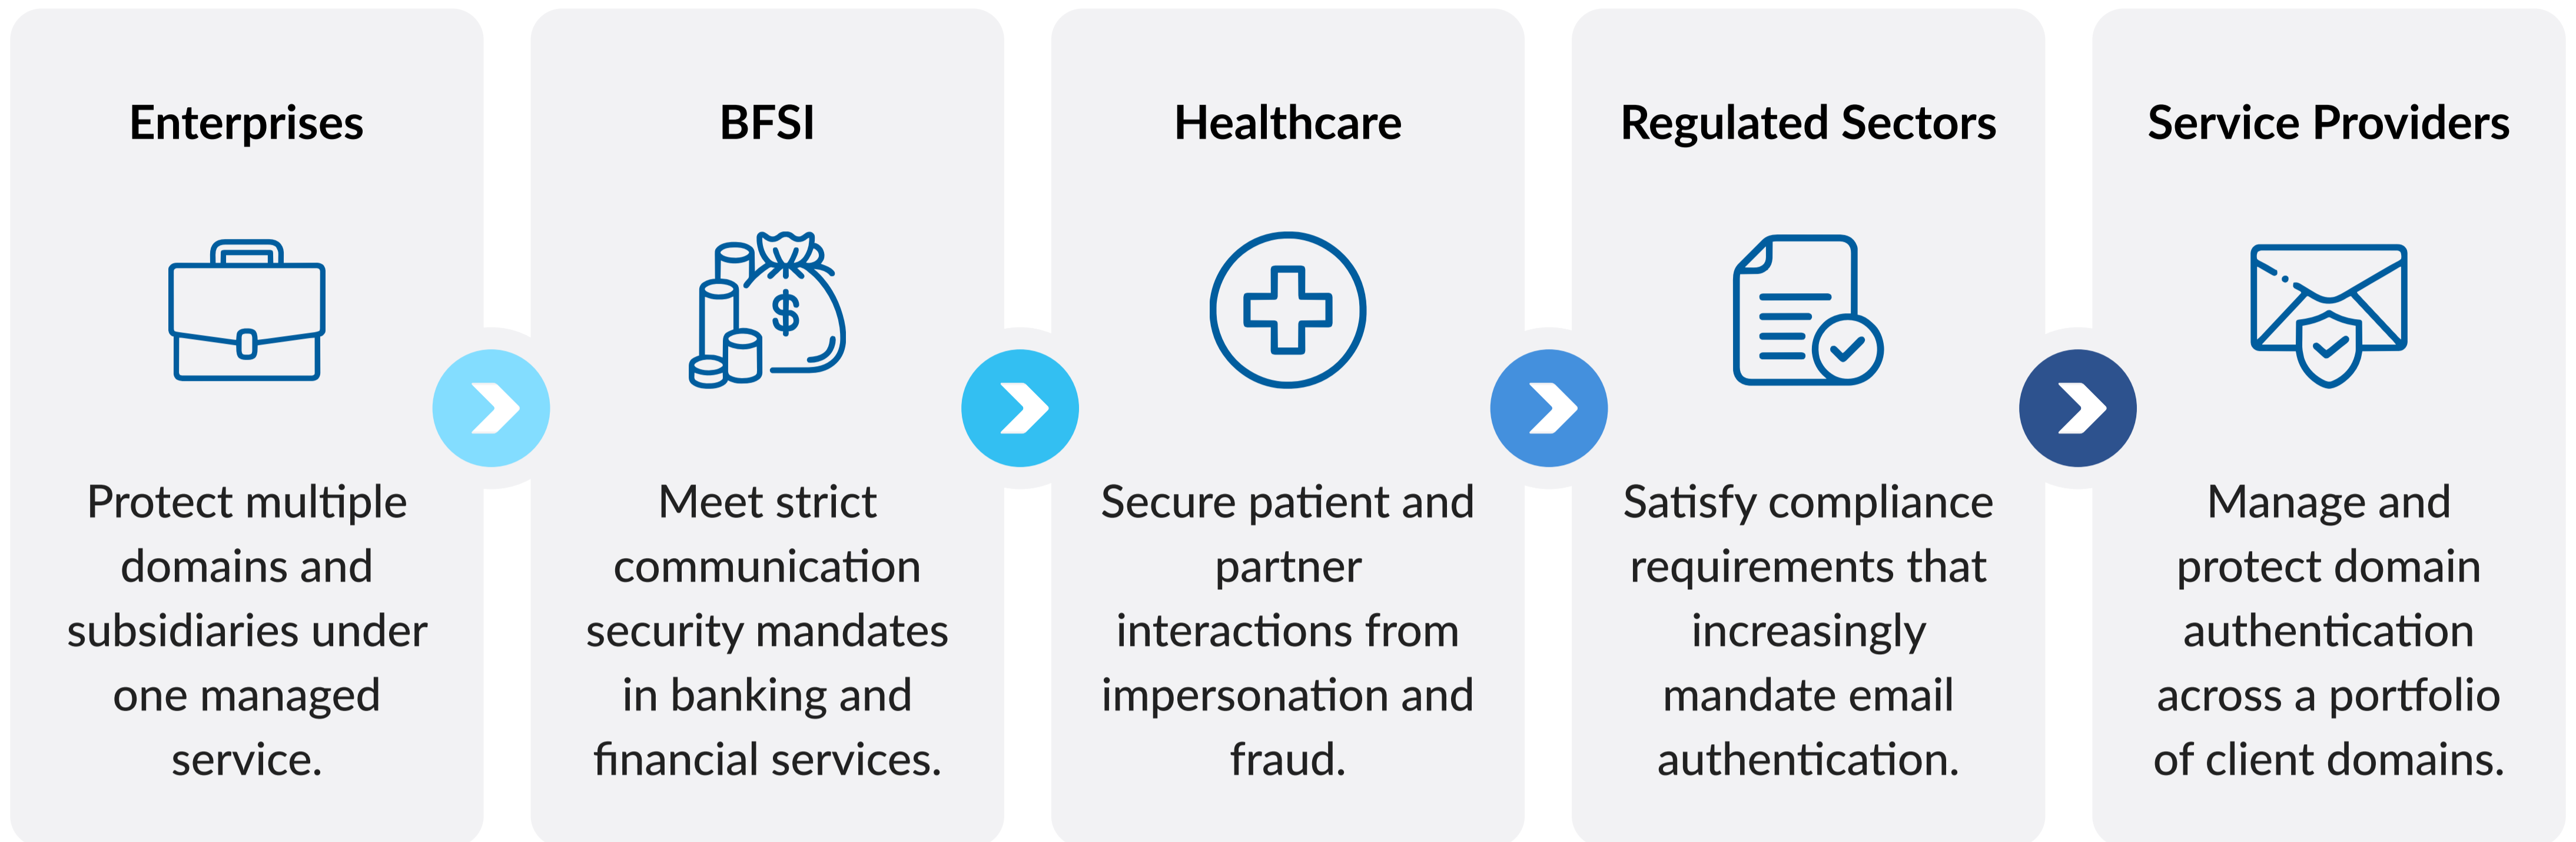 Enterprises
Protect multiple
domains and
subsidiaries under
one managed
service.
BFSI
$
Meet strict
communication
security mandates
in banking and
financial services.
Healthcare
Secure patient and
partner
interactions from
impersonation and
fraud.
Regulated Sectors
Satisfy compliance
requirements that
increasingly
mandate email
authentication.
Service Providers
Manage and
protect domain
authentication
across a portfolio
of client domains.